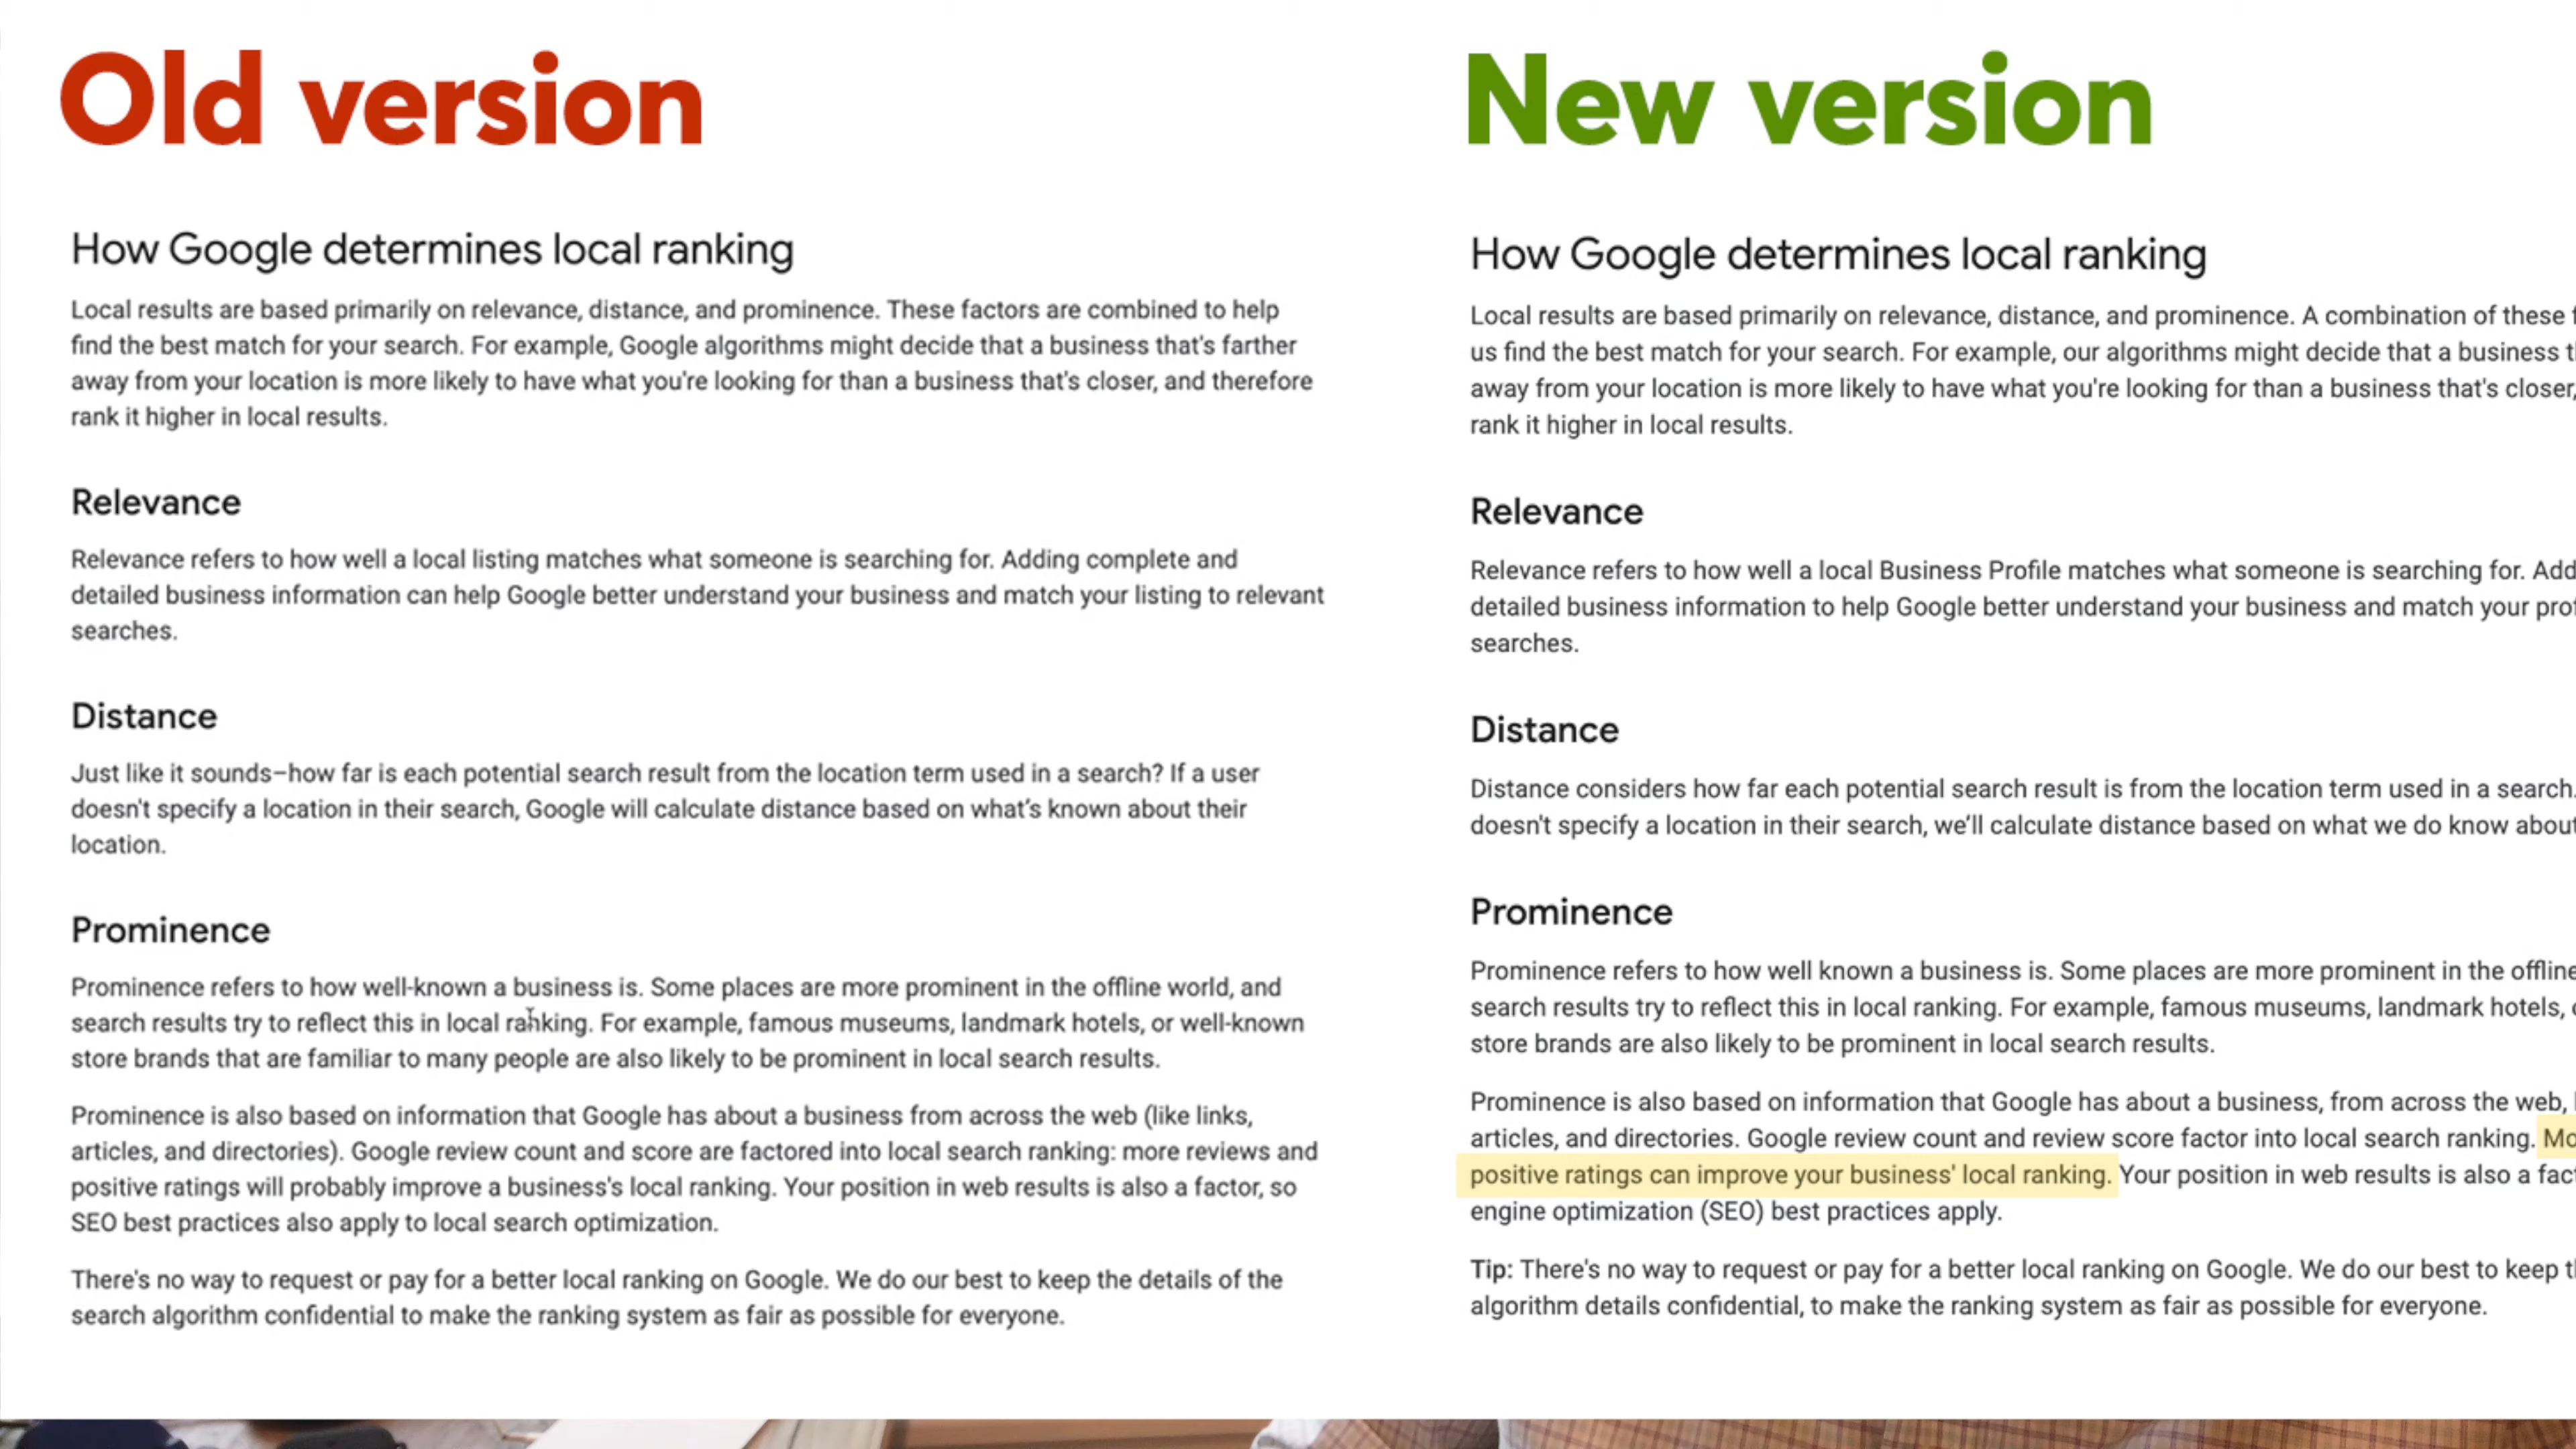 Old version
How Google determines local ranking
Local results are based primarily on relevance, distance, and prominence. These factors are combined to help
find the best match for your search. For example, Google algorithms might decide that a business that's farther
away from your location is more likely to have what you're looking for than a business that's closer, and therefore
rank it higher in local results.
Relevance
Relevance refers to how well a local listing matches what someone is searching for. Adding complete and
detailed business information can help Google better understand your business and match your listing to relevant
searches.
Distance
Just like it sounds–how far is each potential search result from the location term used in a search? If a user
doesn't specify a location in their search, Google will calculate distance based on what's known about their
location.
Prominence
Prominence refers to how well-known a business is. Some places are more prominent in the offline world, and
search results try to reflect this in local ranking. For example, famous museums, landmark hotels, or well-known
store brands that are familiar to many people are also likely to be prominent in local search results.
Prominence is also based on information that Google has about a business from across the web (like links,
articles, and directories). Google review count and score are factored into local search ranking: more reviews and
positive ratings will probably improve a business's local ranking. Your position in web results is also a factor, so
SEO best practices also apply to local search optimization.
There's no way to request or pay for a better local ranking on Google. We do our best to keep the details of the
search algorithm confidential to make the ranking system as fair as possible for everyone.
New version
How Google determines local ranking
Local results are based primarily on relevance, distance, and prominence. A combination of these
us find the best match for your search. For example, our algorithms might decide that a business
away from your location is more likely to have what you're looking for than a business that's closer,
rank it higher in local results.
Relevance
Relevance refers to how well a local Business Profile matches what someone is searching for. Add
detailed business information to help Google better understand your business and match your
searches.
Distance
Distance considers how far each potential search result is from the location term used in a search.
doesn't specify a location in their search, we'll calculate distance based on what we do know about
Prominence
Prominence refers to how well known a business is. Some places are more prominent in the offline
search results try to reflect this in local ranking. For example, famous museums, landmark hotels,
store brands are also likely to be prominent in local search results.
Prominence is also based on information that Google has about a business, from across the web,
articles, and directories. Google review count and review score factor into local search ranking.
positive ratings can improve your business' local ranking. Your position in web results is also a
engine optimization (SEO) best practices apply.
Tip: There's no way to request or pay for a better local ranking on Google. We do our best to keep
algorithm details confidential, to make the ranking system as fair as possible for everyone.